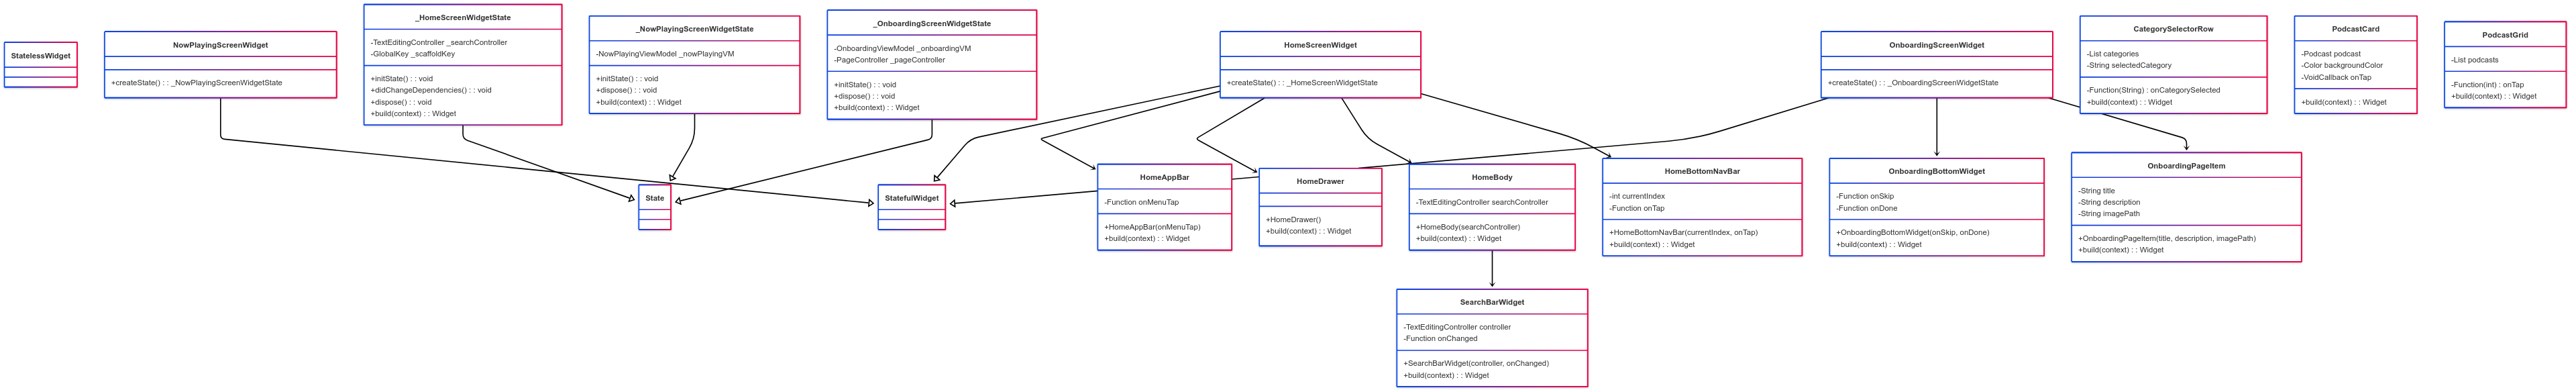 StatelessWidget
NowPlayingScreenWidget
+createState() : : _NowPlayingScreenWidgetState
_HomeScreenWidgetState
-TextEditingController _searchController
-GlobalKey _scaffoldKey
+initState() : : void
+didChangeDependencies() : : void
+dispose() : : void
+build(context) : : Widget
_NowPlayingScreenWidgetState
-NowPlayingViewModel _nowPlayingVM
+initState() : : void
+dispose() : : void
+build(context) : : Widget
_OnboardingScreenWidgetState
-OnboardingViewModel _onboardingVM
-PageController _pageController
+initState() : : void
+dispose() : : void
+build(context) : : Widget
HomeScreenWidget
+createState() : : _HomeScreenWidgetState
OnboardingScreenWidget
+createState() : : _OnboardingScreenWidgetState
CategorySelectorRow
-List categories
-String selectedCategory
-Function(String) : onCategorySelected
+build(context) : : Widget
PodcastCard
-Podcast podcast
-Color backgroundColor
-VoidCallback onTap
+build(context) : : Widget
PodcastGrid
-List podcasts
-Function(int) : onTap
+build(context) : : Widget
State
StatefulWidget
HomeAppBar
-Function onMenuTap
+HomeAppBar(onMenuTap)
+build(context) : : Widget
HomeDrawer
+HomeDrawer()
+build(context) : : Widget
HomeBody
-TextEditingController searchController
+HomeBody(searchController)
+build(context) : : Widget
HomeBottomNavBar
-int currentIndex
-Function onTap
+HomeBottomNavBar(currentIndex, onTap)
+build(context) : : Widget
OnboardingBottomWidget
-Function onSkip
-Function onDone
+OnboardingBottomWidget(onSkip, onDone)
+build(context) : : Widget
OnboardingPageItem
-String title
-String description
-String imagePath
+OnboardingPageItem(title, description, imagePath)
+build(context) : : Widget
SearchBarWidget
-TextEditingController controller
-Function onChanged
+SearchBarWidget(controller, onChanged)
+build(context) : : Widget